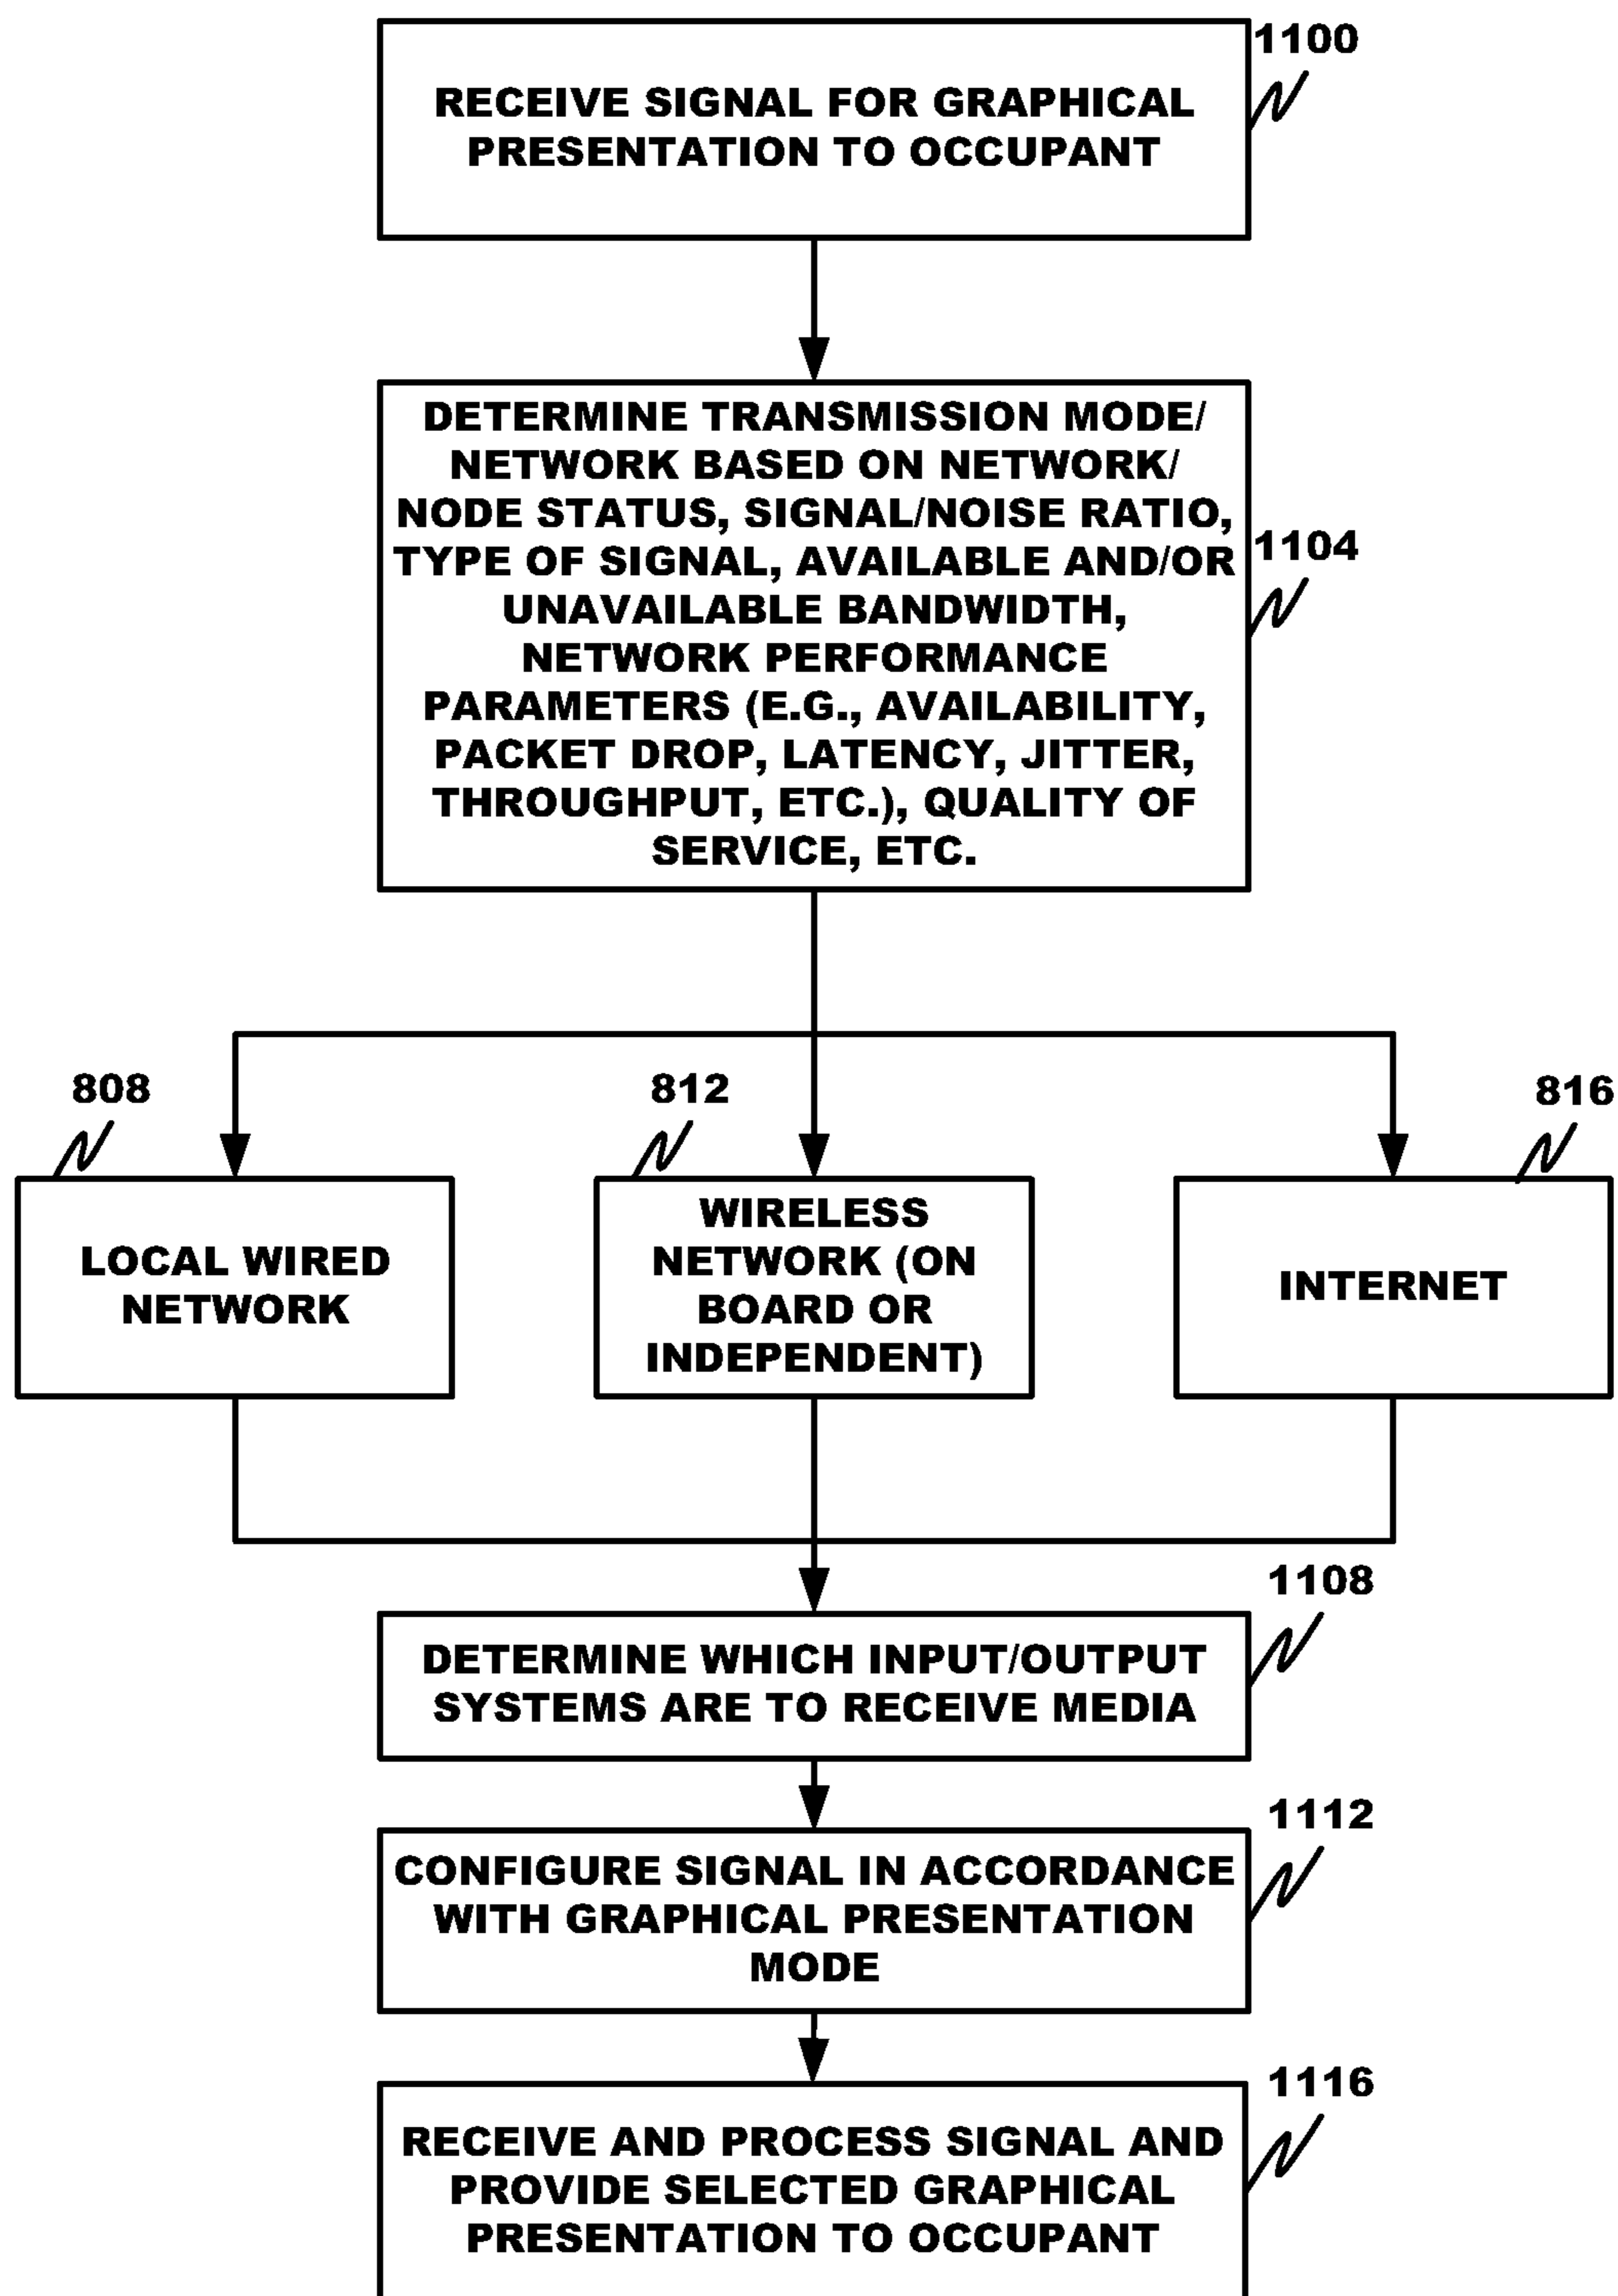 1100
RECEIVE SIGNAL FOR GRAPHICAL
PRESENTATION TO OCCUPANT
DETERMINE TRANSMISSION MODE/
NETWORK BASED ON NETWORK/
NODE STATUS, SIGNAL/NOISE RATIO,
TYPE OF SIGNAL, AVAILABLE AND/OR
UNAVAILABLE BANDWIDTH,
NETWORK PERFORMANCE
PARAMETERS (E.G., AVAILABILITY,
PACKET DROP, LATENCY, JITTER,
THROUGHPUT, ETC.), QUALITY OF
SERVICE, ETC.
1104
808
LOCAL WIRED
NETWORK
812
WIRELESS
NETWORK (ON
BOARD OR
INDEPENDENT)
816
INTERNET
1108
DETERMINE WHICH INPUT/OUTPUT
SYSTEMS ARE TO RECEIVE MEDIA
1112
CONFIGURE SIGNAL IN ACCORDANCE
WITH GRAPHICAL PRESENTATION
MODE
1116
RECEIVE AND PROCESS SIGNAL AND
PROVIDE SELECTED GRAPHICAL
PRESENTATION TO OCCUPANT